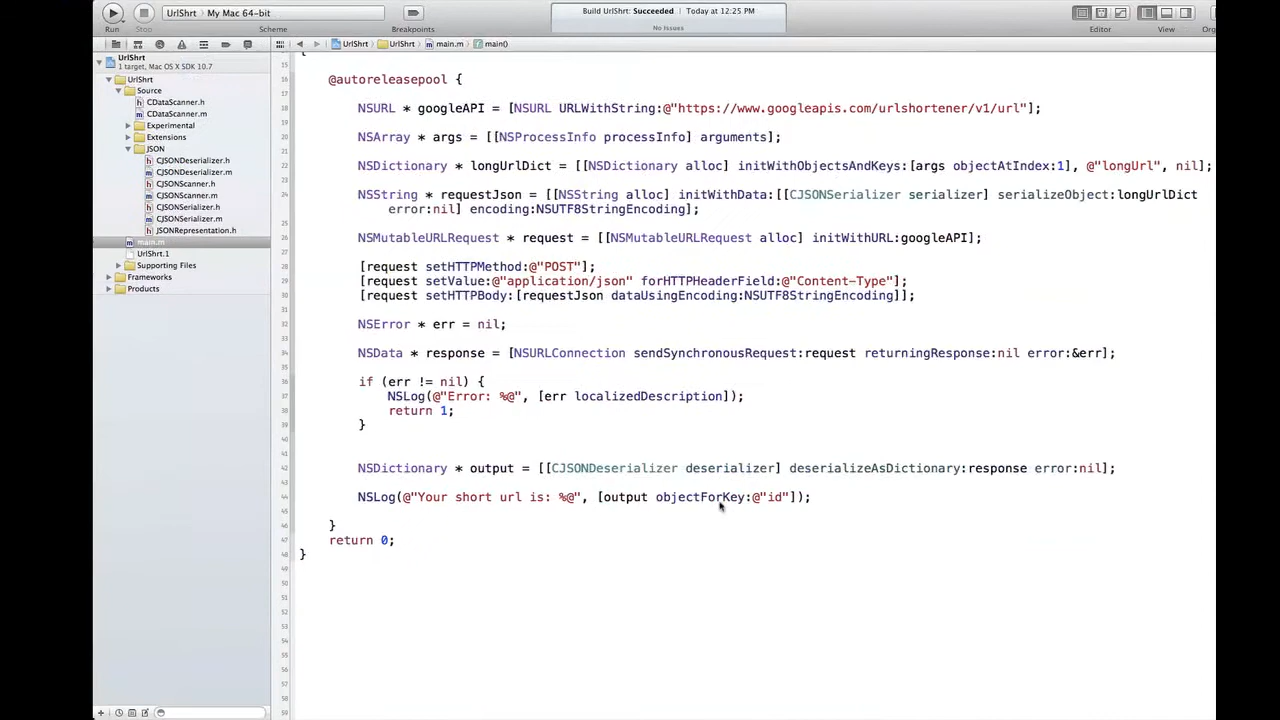 UrlShrt › My Mac 64-bit
Build UrlShrt: Succeeded | Today at 12:25 PM
No Issues
Run
Stop
Scheme
Breakpoints
Editor
View
UrlShrt
1 target, Mac OS X SDK 10.7
UrlShrt
Source
CDataScanner.h
CDataScanner.m
Experimental
Extensions
JSON
CJSONDeserializer.h
CJSONDeserializer.m
CJSONScanner.h
CJSONScanner.m
CJSONSerializer.h
CJSONSerializer.m
JSONRepresentation.h
main.m
UrlShrt.1
Supporting Files
Frameworks
Products
UrlShrt › UrlShrt › main.m › main()
{
@autoreleasepool {
NSURL * googleAPI = [NSURL URLWithString:@"https://www.googleapis.com/urlshortener/v1/url"];
NSArray * args = [[NSProcessInfo processInfo] arguments];
NSDictionary * longUrlDict = [[NSDictionary alloc] initWithObjectsAndKeys:[args objectAtIndex:1], @"longUrl", nil];
NSString * requestJson = [[NSString alloc] initWithData:[[CJSONSerializer serializer] serializeObject:longUrlDict
error:nil] encoding:NSUTF8StringEncoding];
NSMutableURLRequest * request = [[NSMutableURLRequest alloc] initWithURL:googleAPI];
[request setHTTPMethod:@"POST"];
[request setValue:@"application/json" forHTTPHeaderField:@"Content-Type"];
[request setHTTPBody:[requestJson dataUsingEncoding:NSUTF8StringEncoding]];
NSError * err = nil;
NSData * response = [NSURLConnection sendSynchronousRequest:request returningResponse:nil error:&err];
if (err != nil) {
NSLog(@"Error: %@", [err localizedDescription]);
return 1;
}
NSDictionary * output = [[CJSONDeserializer deserializer] deserializeAsDictionary:response error:nil];
NSLog(@"Your short url is: %@", [output objectForKey:@"id"]);
}
return 0;
}